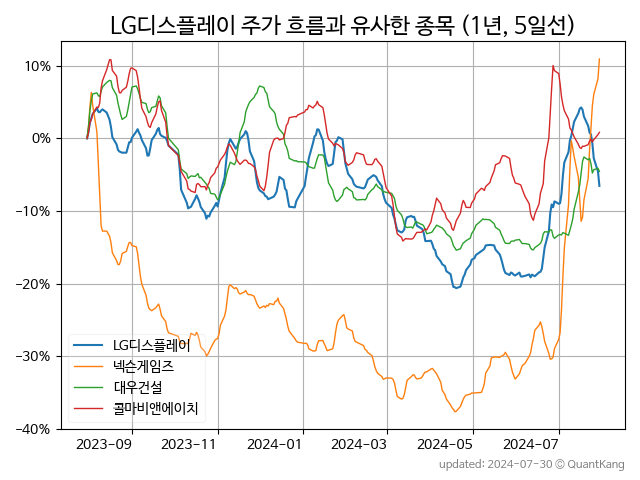 LG디스플레이 주가 흐름과 유사한 종목 (1년, 5일선)
10%
0%
−10%
−20%
−30%
−40%
LG디스플레이
넥슨게임즈
대우건설
콜마비앤에이치
2023-09
2023-11
2024-01
2024-03
2024-05
2024-07
updated: 2024-07-30 © QuantKang